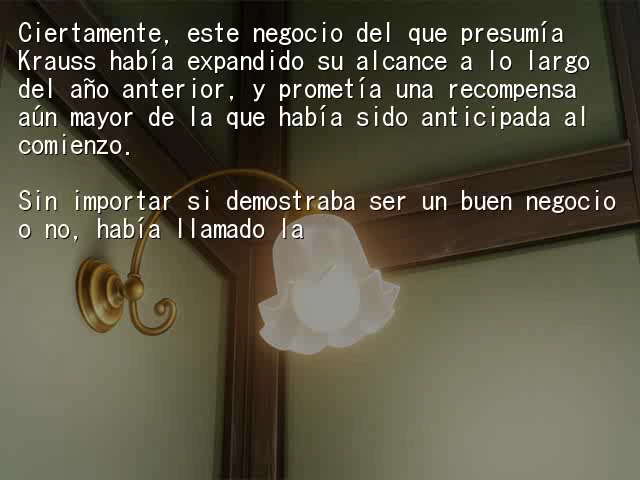 Ciertamente, este negocio del que presumía
Krauss había expandido su alcance a lo largo
del año anterior, y prometía una recompensa
aún mayor de la que había sido anticipada al
comienzo.
Sin importar si demostraba ser un buen negocio
o no, había llamado la